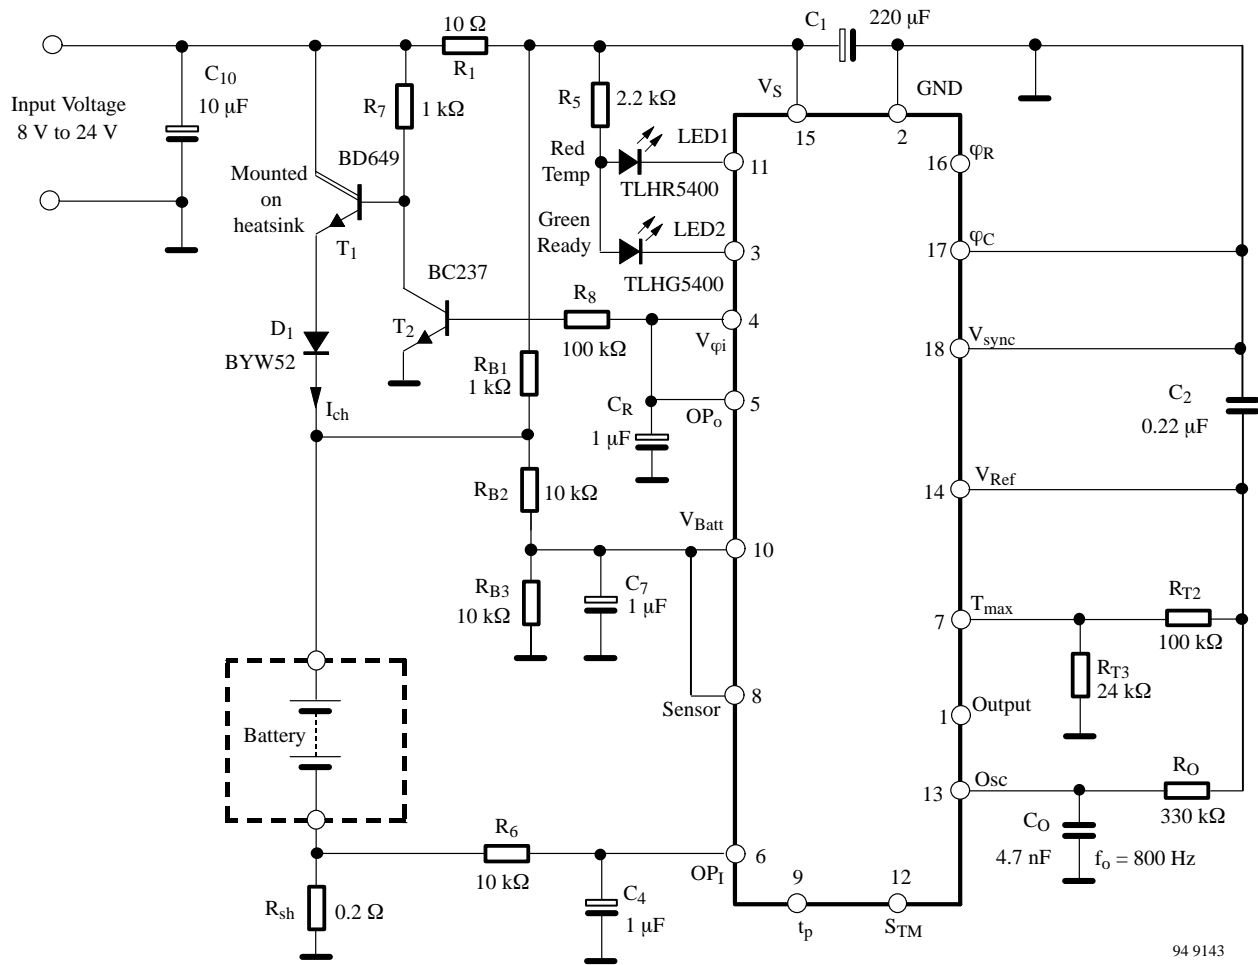 C1
220 μF
10 Ω
R1
C10
10 μF
Input Voltage
8 V to 24 V
R7
1 kΩ
R5
2.2 kΩ
VS
15
GND
2
BD649
Mounted
on
heatsink
T1
Red
Temp
LED1
TLHR5400
11
16
φR
Green
Ready
LED2
TLHG5400
3
17
φC
BC237
T2
R8
100 kΩ
4
Vφi
18
Vsync
D1
BYW52
RB1
1 kΩ
Ich
CR
1 μF
5
OPo
C2
0.22 μF
RB2
10 kΩ
14
VRef
VBatt
10
RB3
10 kΩ
C7
1 μF
7
Tmax
RT2
100 kΩ
RT3
24 kΩ
Sensor
8
1
Output
Battery
13
Osc
RO
330 kΩ
CO
4.7 nF
fo = 800 Hz
R6
10 kΩ
6
OPI
C4
1 μF
Rsh
0.2 Ω
9
tp
12
STM
94 9143